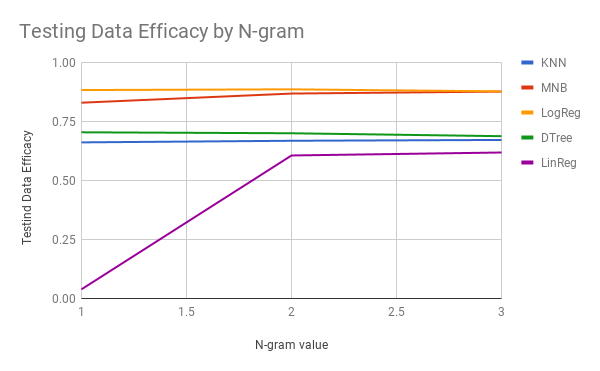 Testing Data Efficacy by N-gram
1.00
0.75
0.50
0.25
0.00
Testind Data Efficacy
1
1.5
2
2.5
3
N-gram value
KNN
MNB
LogReg
DTree
LinReg